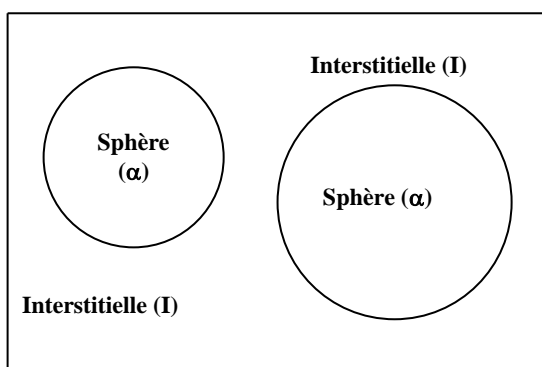 Interstitielle (I)
Sphère
(α)
Sphère (α)
Interstitielle (I)